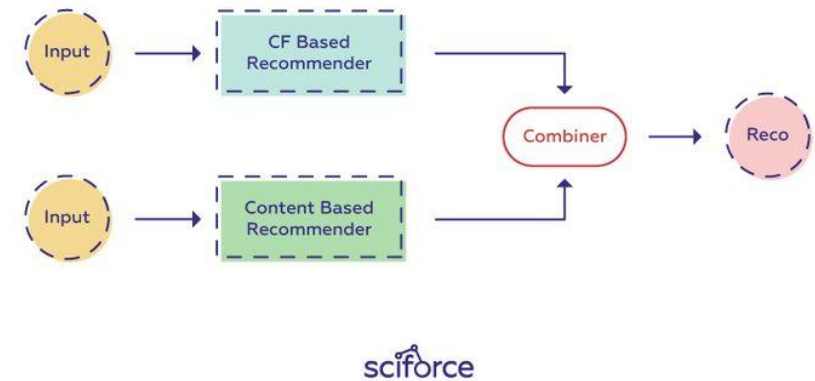 Input
CF Based
Recommender
Combiner
Reco
Input
Content Based
Recommender
sciforce